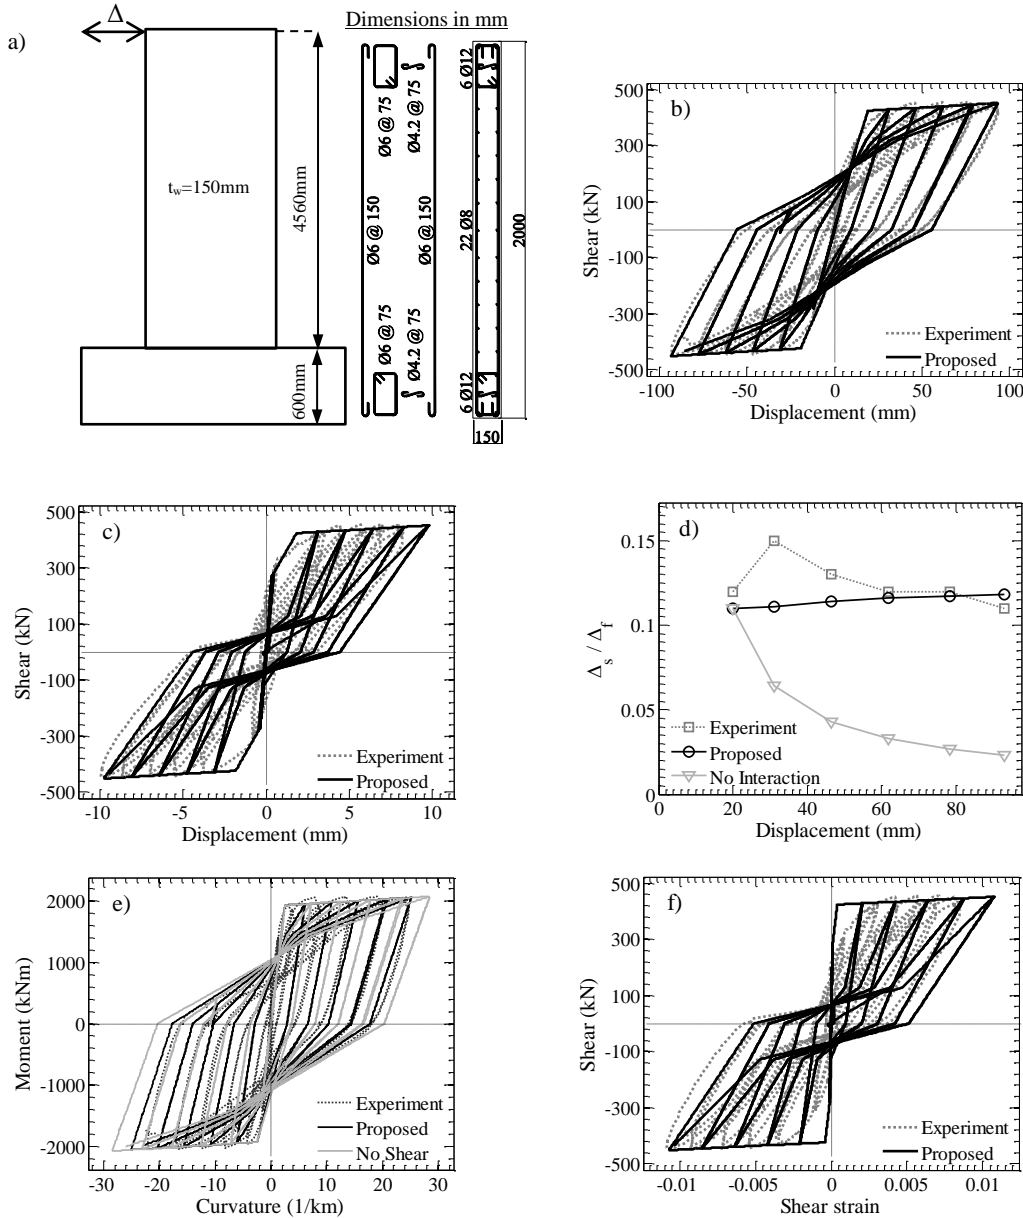 a)
Δ
Dimensions in mm
t_w=150mm
4560mm
600mm
Ø6 @ 75
Ø4.2 @ 75
Ø6 @ 150
Ø6 @ 150
Ø6 @ 75
Ø4.2 @ 75
6 Ø12
22 Ø8
6 Ø12
2000
150
b)
Shear (kN)
500
300
100
-100
-300
-500
-100
-50
0
50
100
Displacement (mm)
Experiment
Proposed
c)
Shear (kN)
500
300
100
-100
-300
-500
-10
-5
0
5
10
Displacement (mm)
Experiment
Proposed
d)
Δ_s / Δ_f
0.15
0.1
0.05
0
0
20
40
60
80
Displacement (mm)
Experiment
Proposed
No Interaction
e)
Moment (kNm)
2000
1000
0
-1000
-2000
-30
-20
-10
0
10
20
30
Curvature (1/km)
Experiment
Proposed
No Shear
f)
Shear (kN)
500
300
100
-100
-300
-500
-0.01
-0.005
0
0.005
0.01
Shear strain
Experiment
Proposed